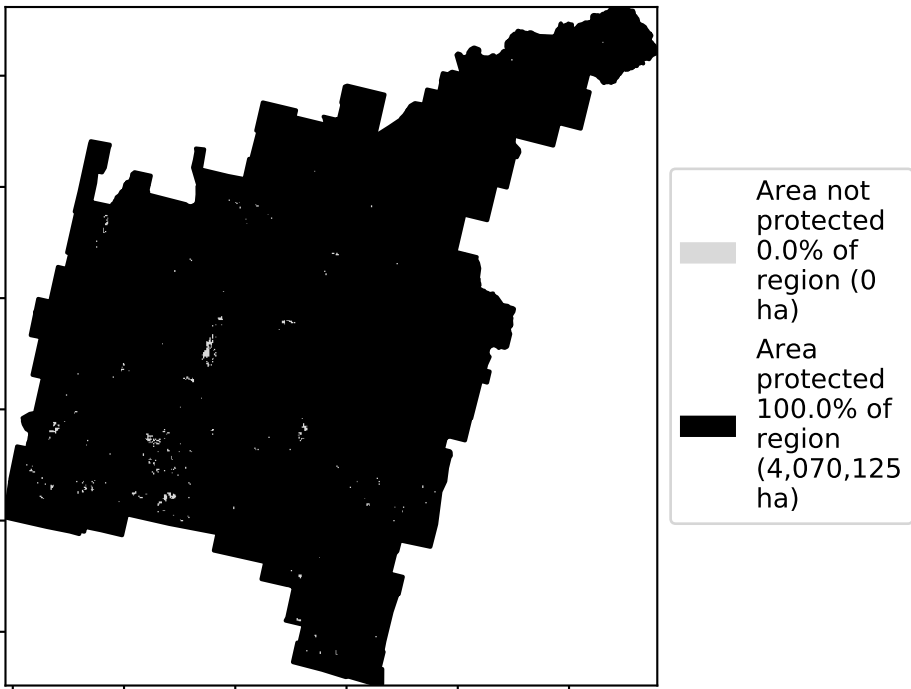 Area not
protected
0.0% of
region (0
ha)
Area
protected
100.0% of
region
(4,070,125
ha)